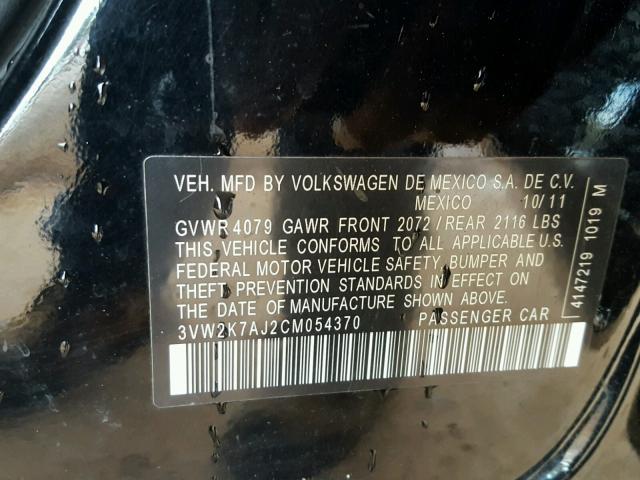 VEH. MFD BY VOLKSWAGEN DE MEXICO S.A. DE C.V.
MEXICO 10/11
GVWR 4079 GAWR FRONT 2072/REAR 2116 LBS
THIS VEHICLE CONFORMS TO ALL APPLICABLE U.S.
FEDERAL MOTOR VEHICLE SAFETY, BUMPER AND
THEFT PREVENTION STANDARDS IN EFFECT ON
THE DATE OF MANUFACTURE SHOWN ABOVE.
3VW2K7AJ2CM054370 PASSENGER CAR
4147219 1019 M